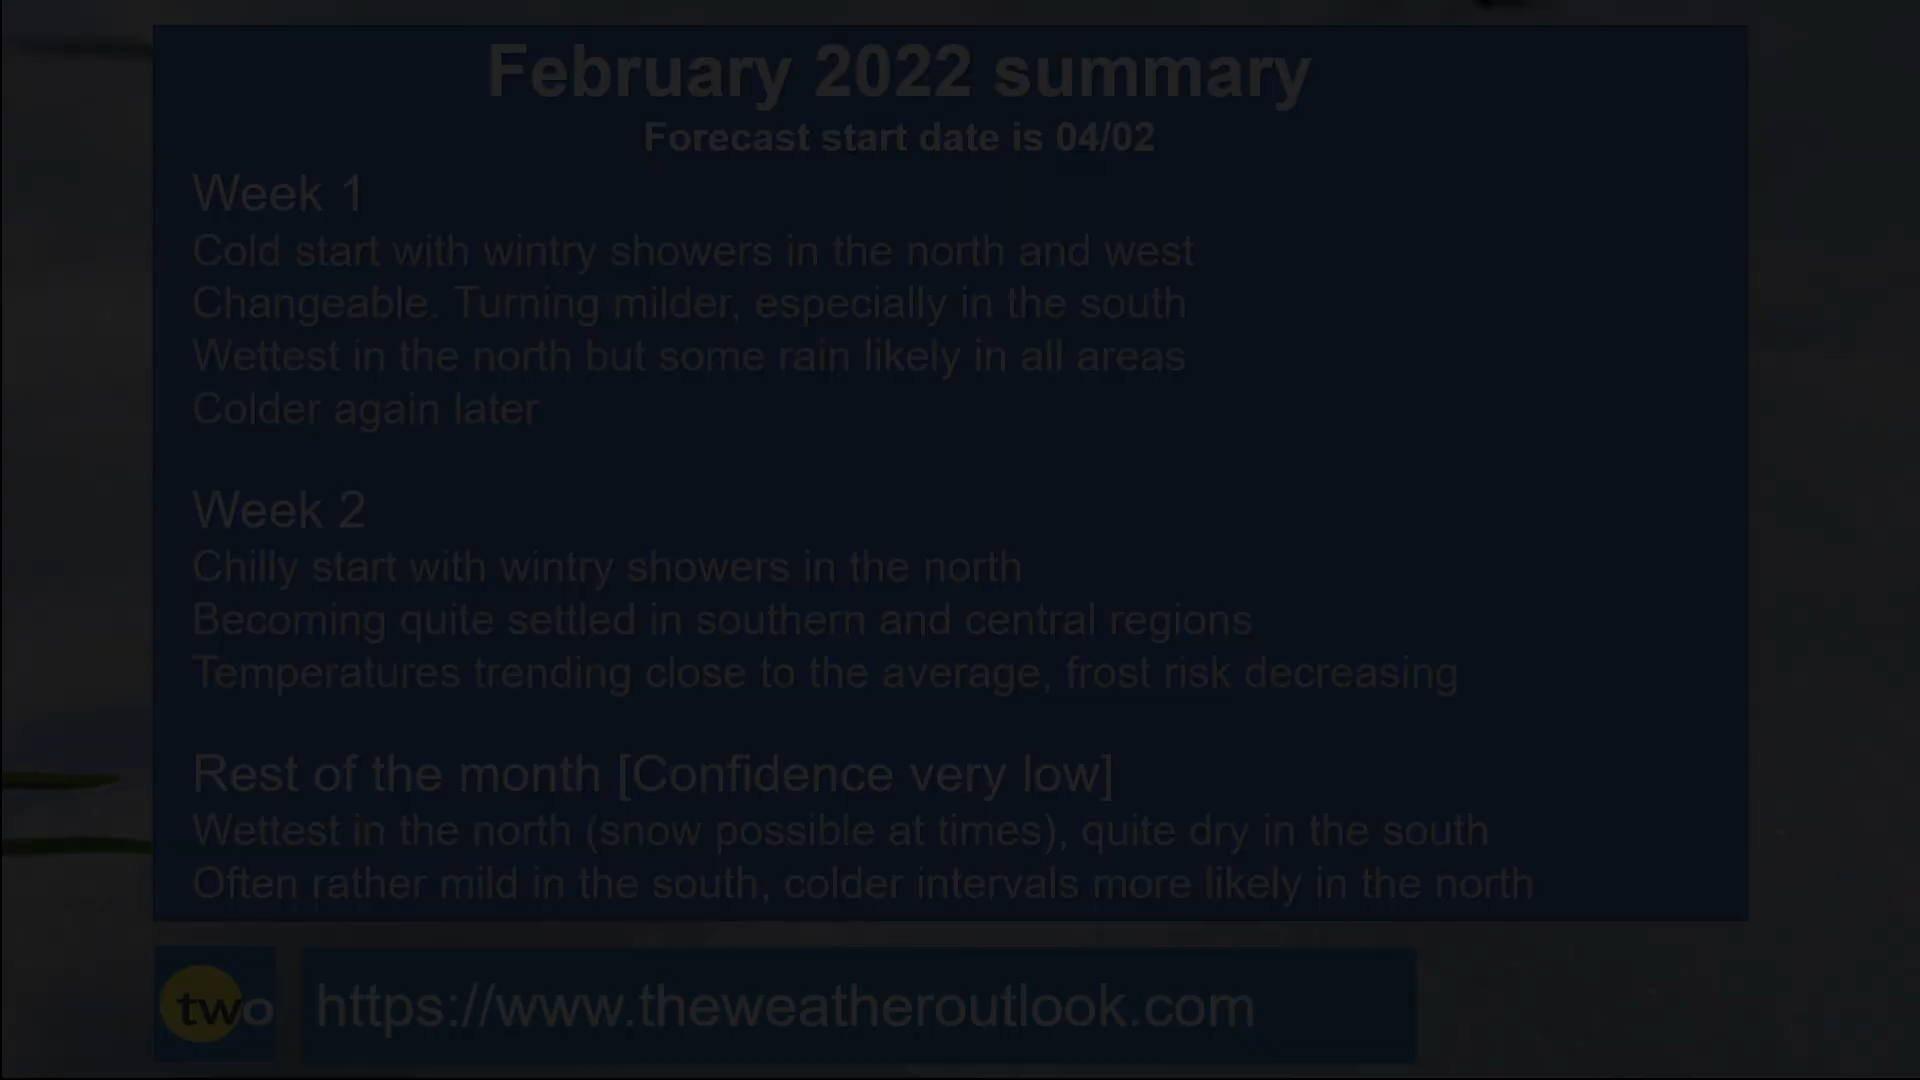 February 2022 summary
Forecast start date is 04/02
Week 1
Cold start with wintry showers in the north and west
Changeable. Turning milder, especially in the south
Wettest in the north but some rain likely in all areas
Colder again later
Week 2
Chilly start with wintry showers in the north
Becoming quite settled in southern and central regions
Temperatures trending close to the average, frost risk decreasing
Rest of the month [Confidence very low]
Wettest in the north (snow possible at times), quite dry in the south
Often rather mild in the south, colder intervals more likely in the north
two
https://www.theweatheroutlook.com